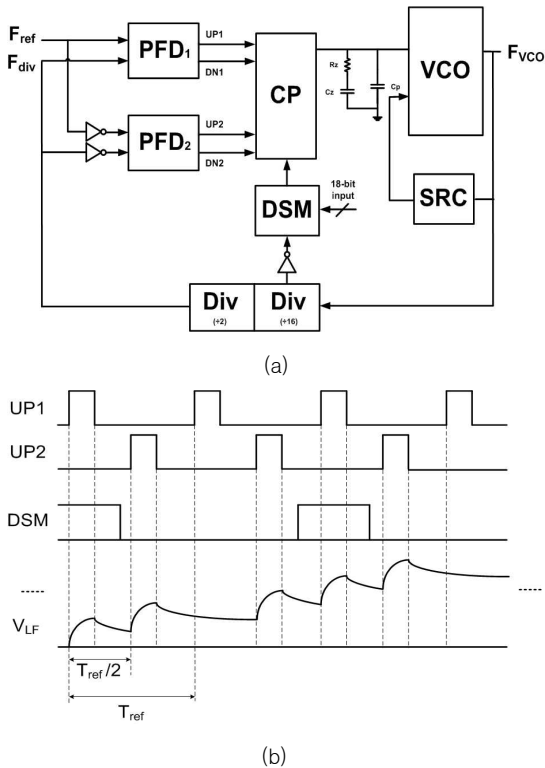 Fref
Fdiv
PFD1
UP1
DN1
PFD2
UP2
DN2
CP
Rz
Cz
Cp
VCO
FVCO
SRC
DSM
18-bit
input
Div
(÷2)
Div
(÷16)
(a)
UP1
UP2
DSM
VLF
Tref/2
Tref
(b)